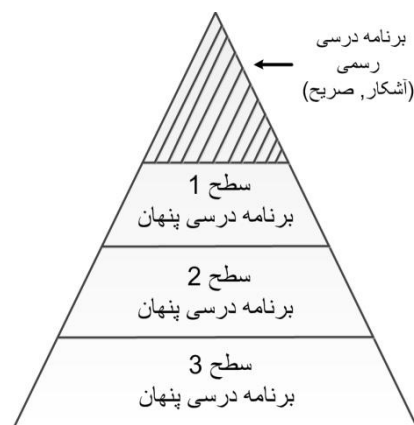 برنامه درسی
رسمی
(آشکار, صریح)
سطح 1
برنامه درسی پنهان
سطح 2
برنامه درسی پنهان
سطح 3
برنامه درسی پنهان